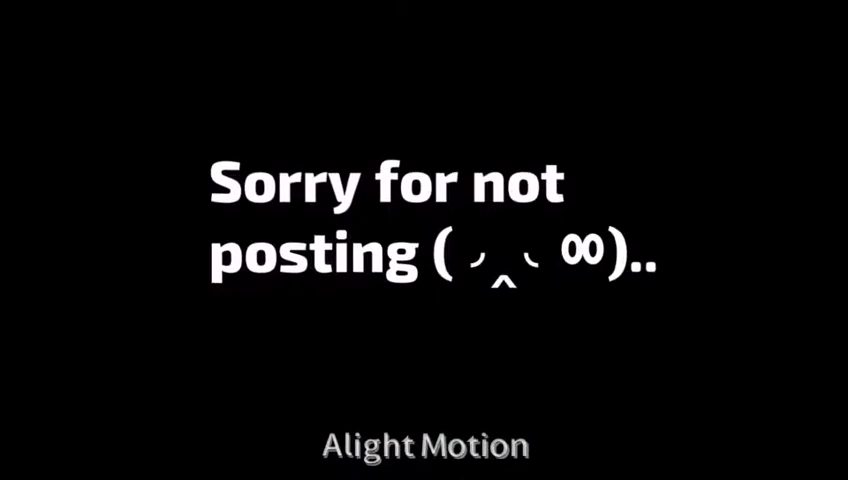 Sorry for not
posting ( ◞‸◟ ㆀ)..
Alight Motion